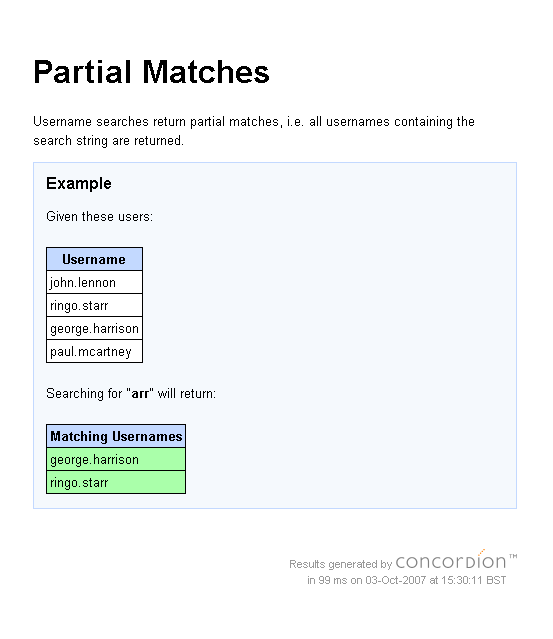 Partial Matches
Username searches return partial matches, i.e. all usernames containing the
search string are returned.
Example
Given these users:
Username
john.lennon
ringo.starr
george.harrison
paul.mcartney
Searching for "arr" will return:
Matching Usernames
george.harrison
ringo.starr
Results generated by concordion™
in 99 ms on 03-Oct-2007 at 15:30:11 BST